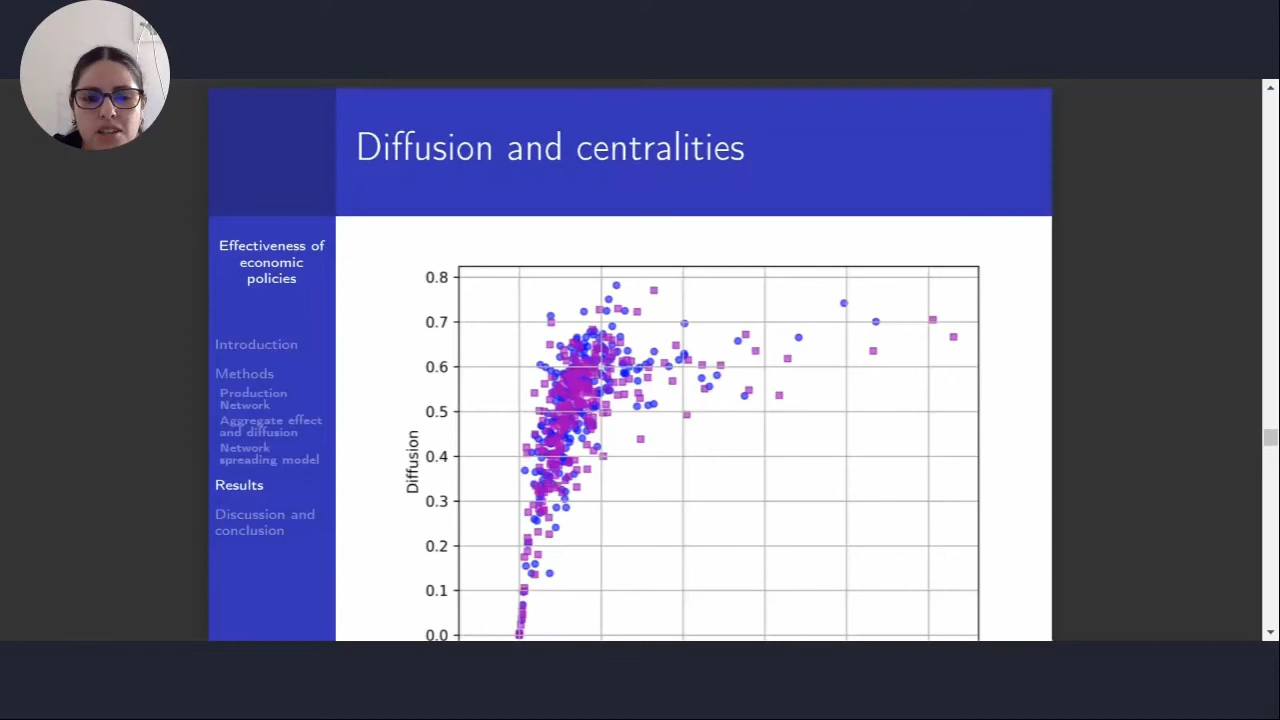 Diffusion and centralities
Effectiveness of
economic
policies
Introduction
Methods
Production
Network
Aggregate effect
and diffusion
Network
spreading model
Results
Discussion and
conclusion
Diffusion
0.8
0.7
0.6
0.5
0.4
0.3
0.2
0.1
0.0